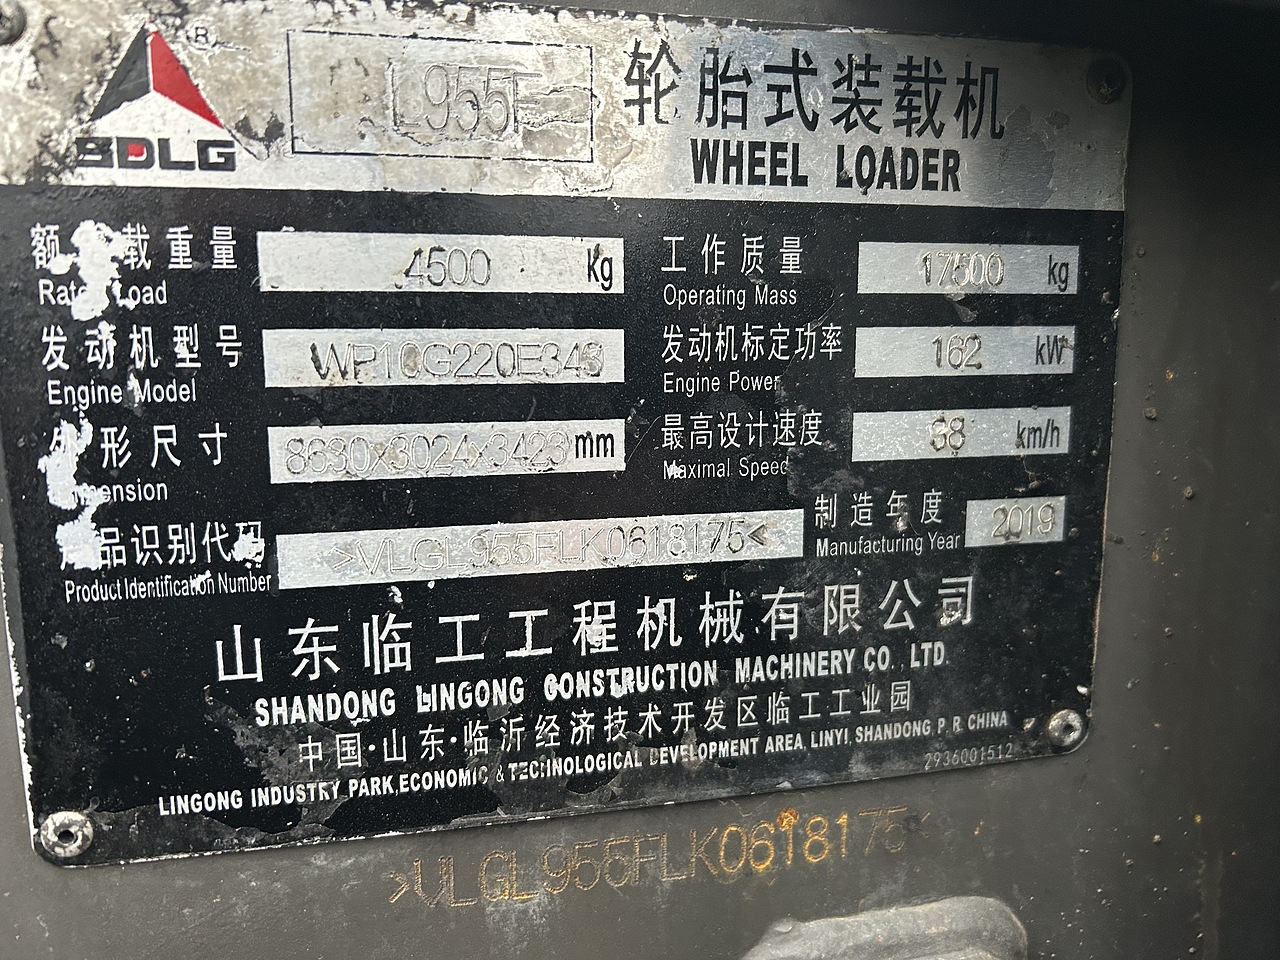 ®
SDLG
L955F
轮胎式装载机
WHEEL LOADER
额 载重量 4500 kg
Rate Load
工作质量 17500 kg
Operating Mass
发动机型号 WP10G220E343
Engine Model
发动机标定功率 162 kW
Engine Power
外形尺寸 8630x3024x3423 mm
mension
最高设计速度 38 km/h
Maximal Speed
品识别代码 >VLGL955FLK0618175<
Product Identification Number
制造年度 2019
Manufacturing Year
山东临工工程机械有限公司
SHANDONG LINGONG CONSTRUCTION MACHINERY CO., LTD.
中国·山东·临沂经济技术开发区临工工业园
LINGONG INDUSTRY PARK,ECONOMIC & TECHNOLOGICAL DEVELOPMENT AREA, LINYI, SHANDONG, P. R. CHINA
2936001512
>VLGL955FLK0618175<